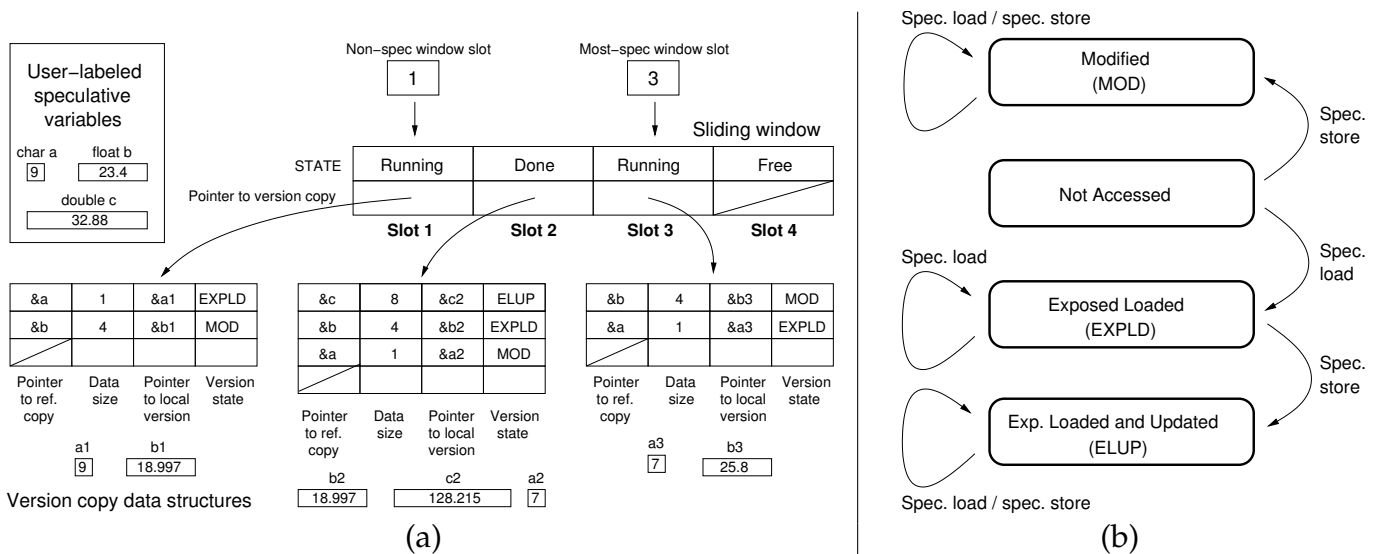 User−labeled
speculative
variables
char a float b
9 23.4
double c
32.88
Non−spec window slot Most−spec window slot
1 3
Sliding window
STATE Running Done Running Free
Pointer to version copy
Slot 1 Slot 2 Slot 3 Slot 4
&a 1 &a1 EXPLD
&b 4 &b1 MOD
Pointer Data Pointer Version
to ref. size to local state
copy version
a1 b1
9 18.997
Version copy data structures
&c 8 &c2 ELUP
&b 4 &b2 EXPLD
&a 1 &a2 MOD
Pointer Data Pointer Version
to ref. size to local state
copy version
b2 c2 a2
18.997 128.215 7
&b 4 &b3 MOD
&a 1 &a3 EXPLD
Pointer Data Pointer Version
to ref. size to local state
copy version
a3 b3
7 25.8
(a)
Spec. load / spec. store
Modified
(MOD)
Spec.
store
Not Accessed
Spec.
load
Spec. load
Exposed Loaded
(EXPLD)
Spec.
store
Exp. Loaded and Updated
(ELUP)
Spec. load / spec. store
(b)